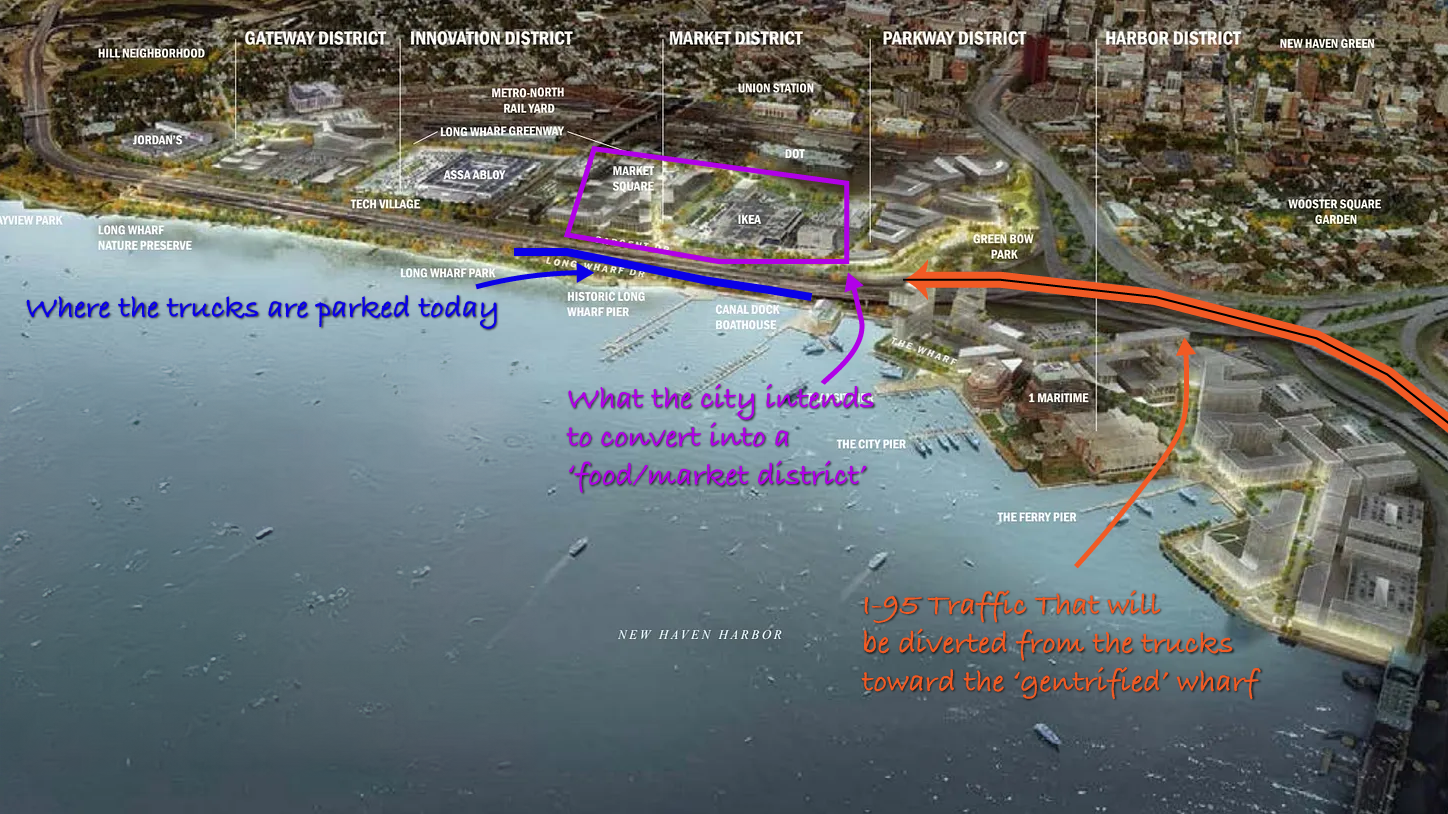 GATEWAY DISTRICT
INNOVATION DISTRICT
MARKET DISTRICT
PARKWAY DISTRICT
HARBOR DISTRICT
NEW HAVEN GREEN
HILL NEIGHBORHOOD
METRO-NORTH
RAIL YARD
UNION STATION
LONG WHARF GREENWAY
JORDAN'S
DOT
ASSA ABLOY
MARKET
SQUARE
TECH VILLAGE
IKEA
WOOSTER SQUARE
GARDEN
AYVIEW PARK
LONG WHARF
NATURE PRESERVE
GREEN BOW
PARK
LONG WHARF DR
LONG WHARF PARK
HISTORIC LONG
WHARF PIER
CANAL DOCK
BOATHOUSE
Where the trucks are parked today
THE WHARF
What the city intends
to convert into a
'food/market district'
1 MARITIME
THE CITY PIER
THE FERRY PIER
I-95 Traffic That will
be diverted from the trucks
toward the 'gentrified' wharf
NEW HAVEN HARBOR